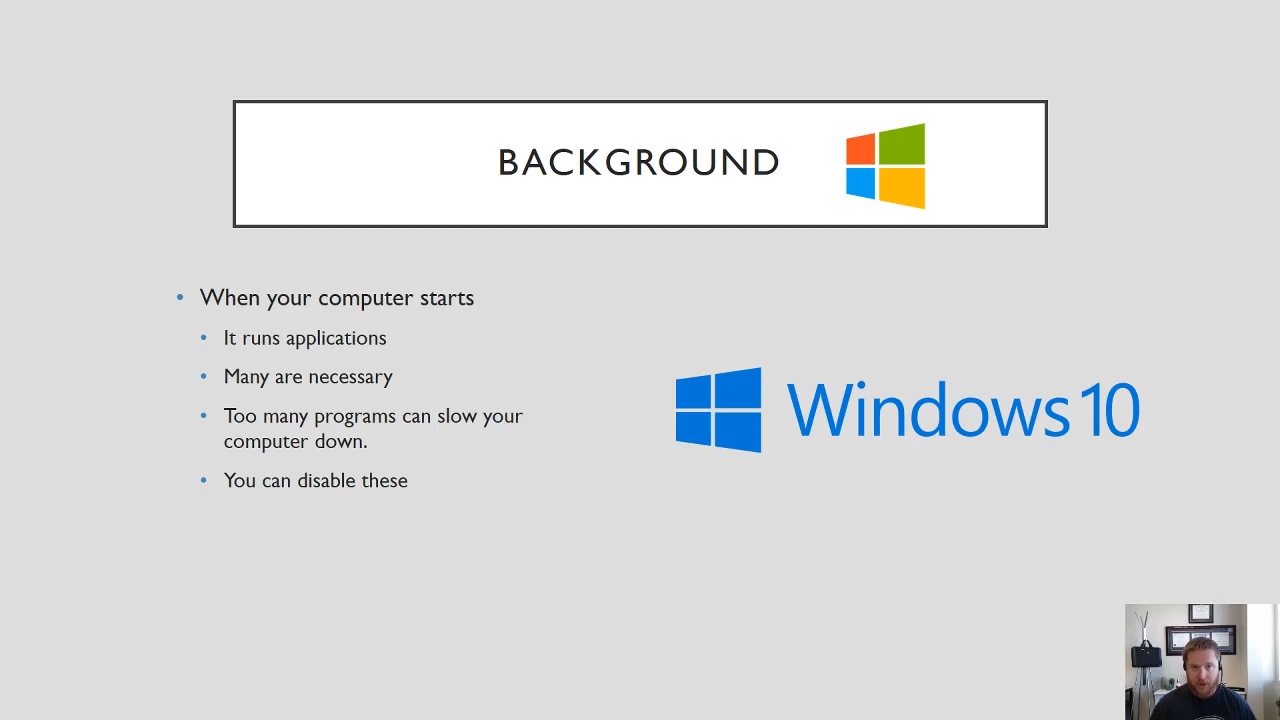 BACKGROUND
• When your computer starts
• It runs applications
• Many are necessary
• Too many programs can slow your
computer down.
• You can disable these
Windows 10